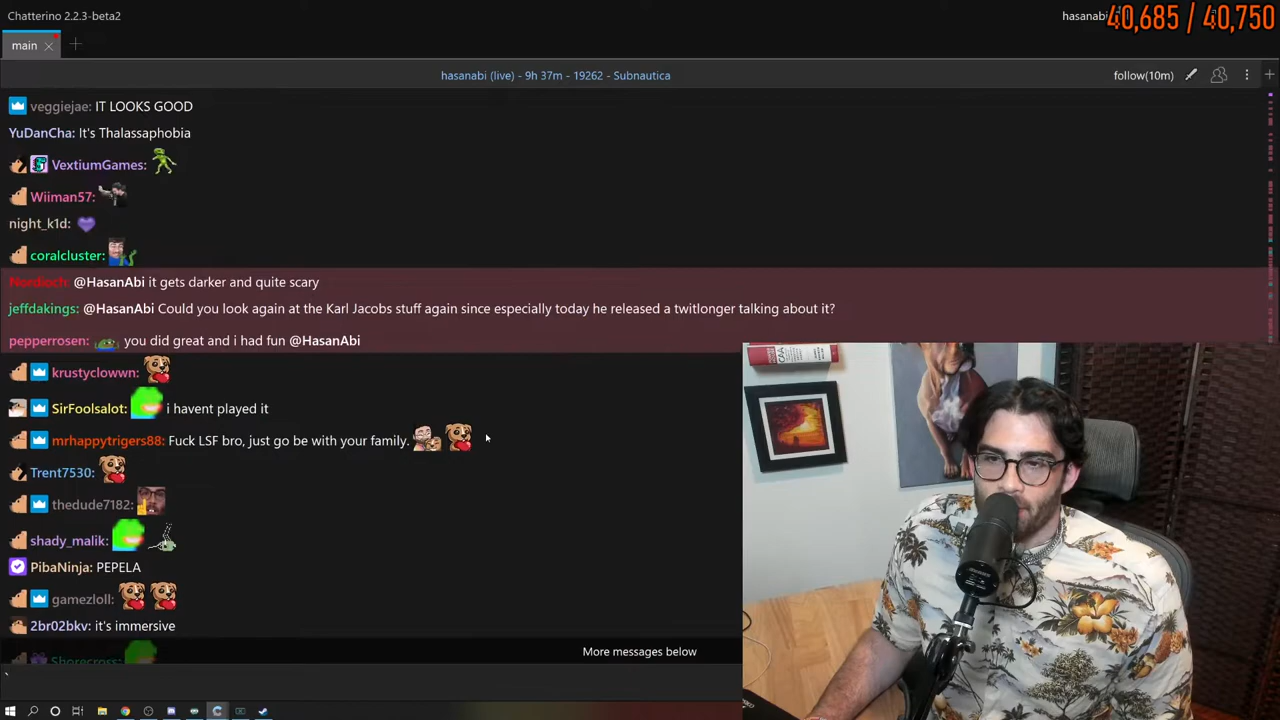 Chatterino 2.2.3-beta2
hasanabi
40,685 / 40,750
main
hasanabi (live) - 9h 37m - 19262 - Subnautica
follow(10m)
veggiejae: IT LOOKS GOOD
YuDanCha: It's Thalassaphobia
VextiumGames:
Wiiman57:
night_k1d:
coralcluster:
Nordioch: @HasanAbi it gets darker and quite scary
jeffdakings: @HasanAbi Could you look again at the Karl Jacobs stuff again since especially today he released a twitlonger talking about it?
pepperrosen: you did great and i had fun @HasanAbi
krustyclowwn:
SirFoolsalot: i havent played it
mrhappytrigers88: Fuck LSF bro, just go be with your family.
Trent7530:
thedude7182:
shady_malik:
PibaNinja: PEPELA
gamezloll:
2br02bkv: it's immersive
Shorecross:
More messages below